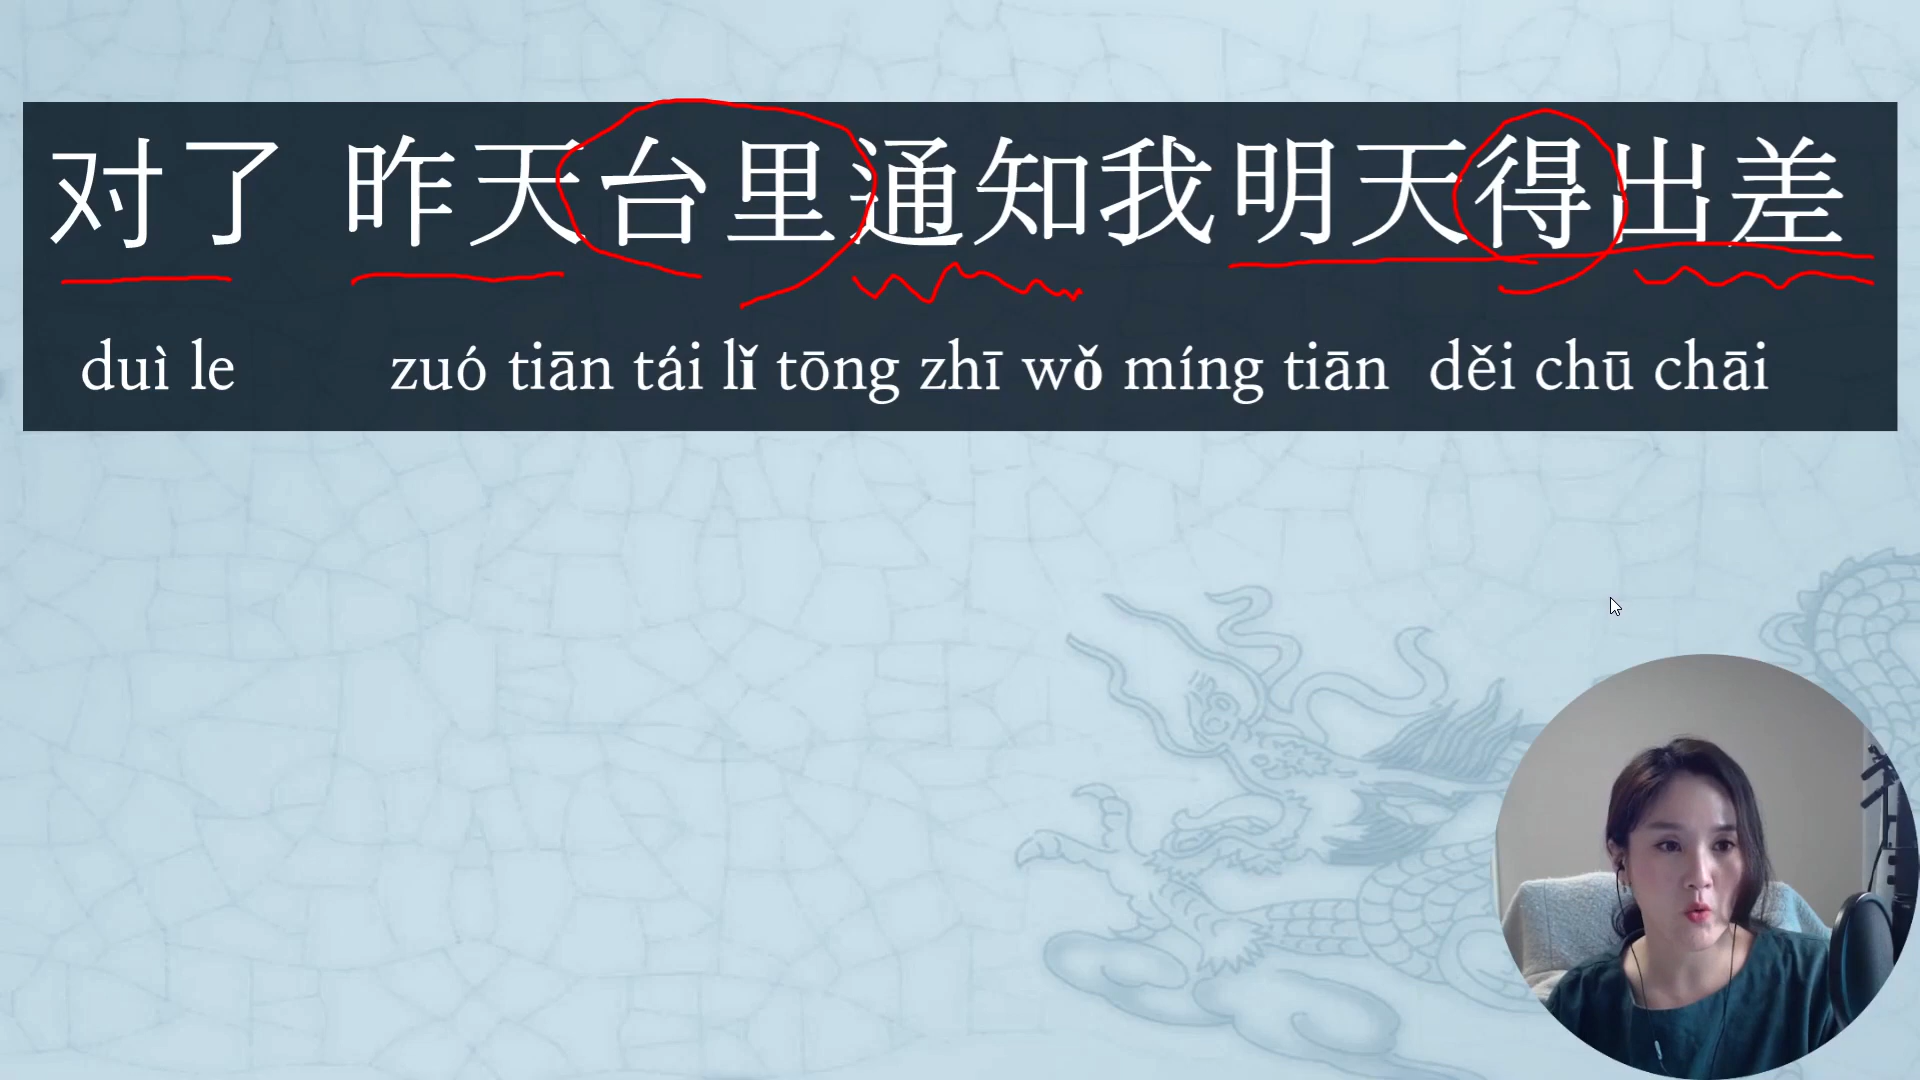 对了 昨天台里通知我明天得出差
duì le zuó tiān tái lǐ tōng zhī wǒ míng tiān děi chū chāi